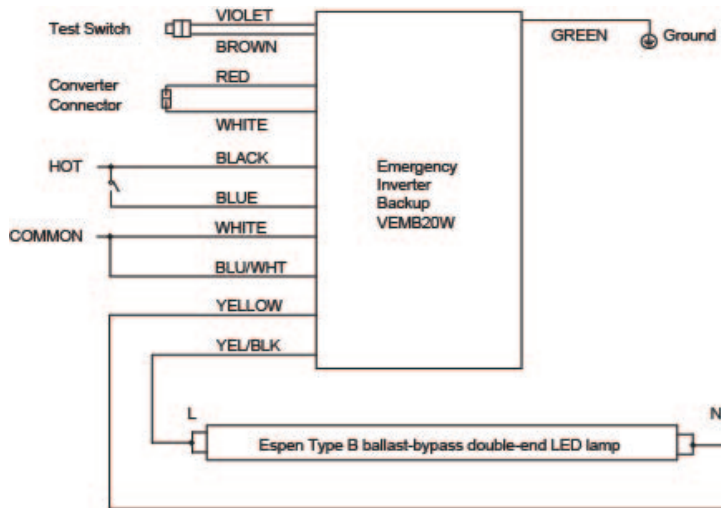 VIOLET
Test Switch
BROWN
GREEN
Ground
RED
Converter
Connector
WHITE
HOT
BLACK
BLUE
COMMON
WHITE
BLU/WHT
YELLOW
YEL/BLK
Emergency
Inverter
Backup
VEMB20W
L
N
Espen Type B ballast-bypass double-end LED lamp